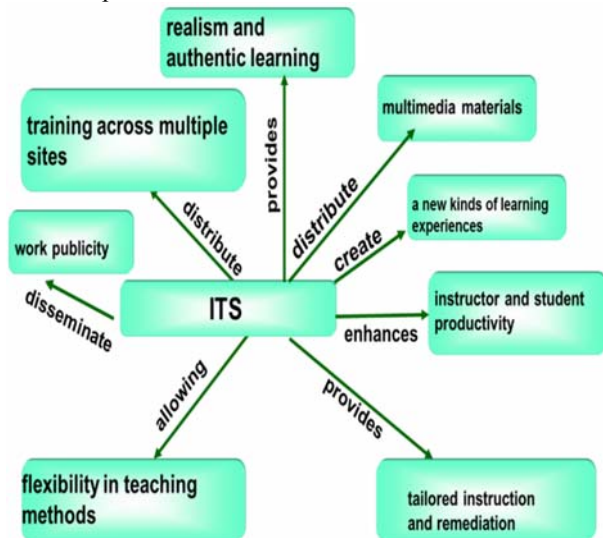 realism and
authentic learning
training across multiple
sites
multimedia materials
provides
distribute
distribute
create
a new kinds of learning
experiences
work publicity
disseminate
ITS
enhances
instructor and student
productivity
allowing
provides
flexibility in teaching
methods
tailored instruction
and remediation